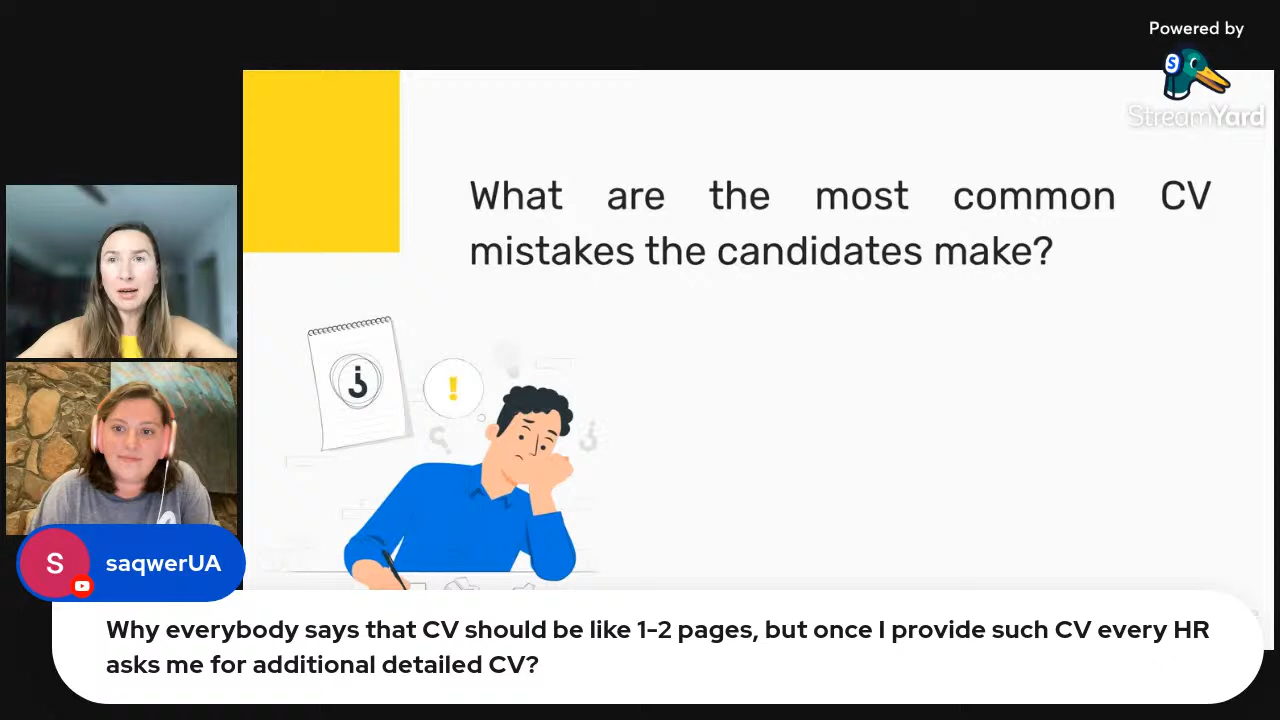 Powered by
S
StreamYard
What are the most common CV
mistakes the candidates make?
!
S
saqwerUA
Why everybody says that CV should be like 1-2 pages, but once I provide such CV every HR
asks me for additional detailed CV?